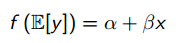 f (𝔼[y]) = α + βx